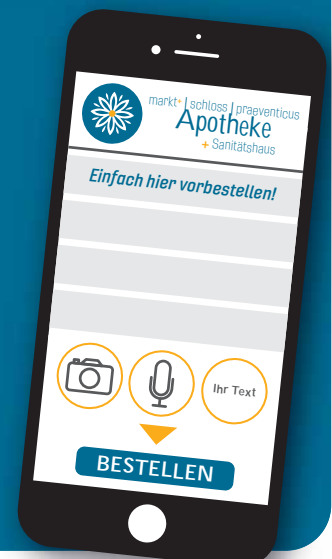 markt+|schloss|praeventicus
Apotheke
+ Sanitätshaus
Einfach hier vorbestellen!
Ihr Text
BESTELLEN